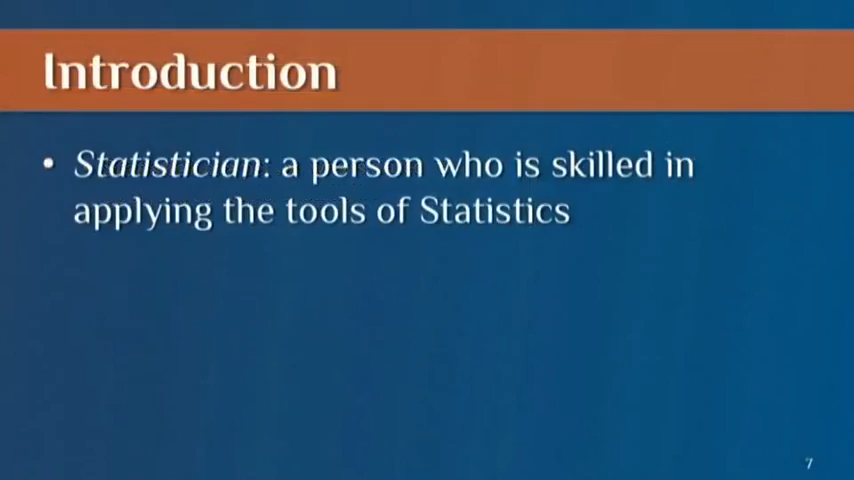 Introduction
• Statistician: a person who is skilled in
applying the tools of Statistics
7